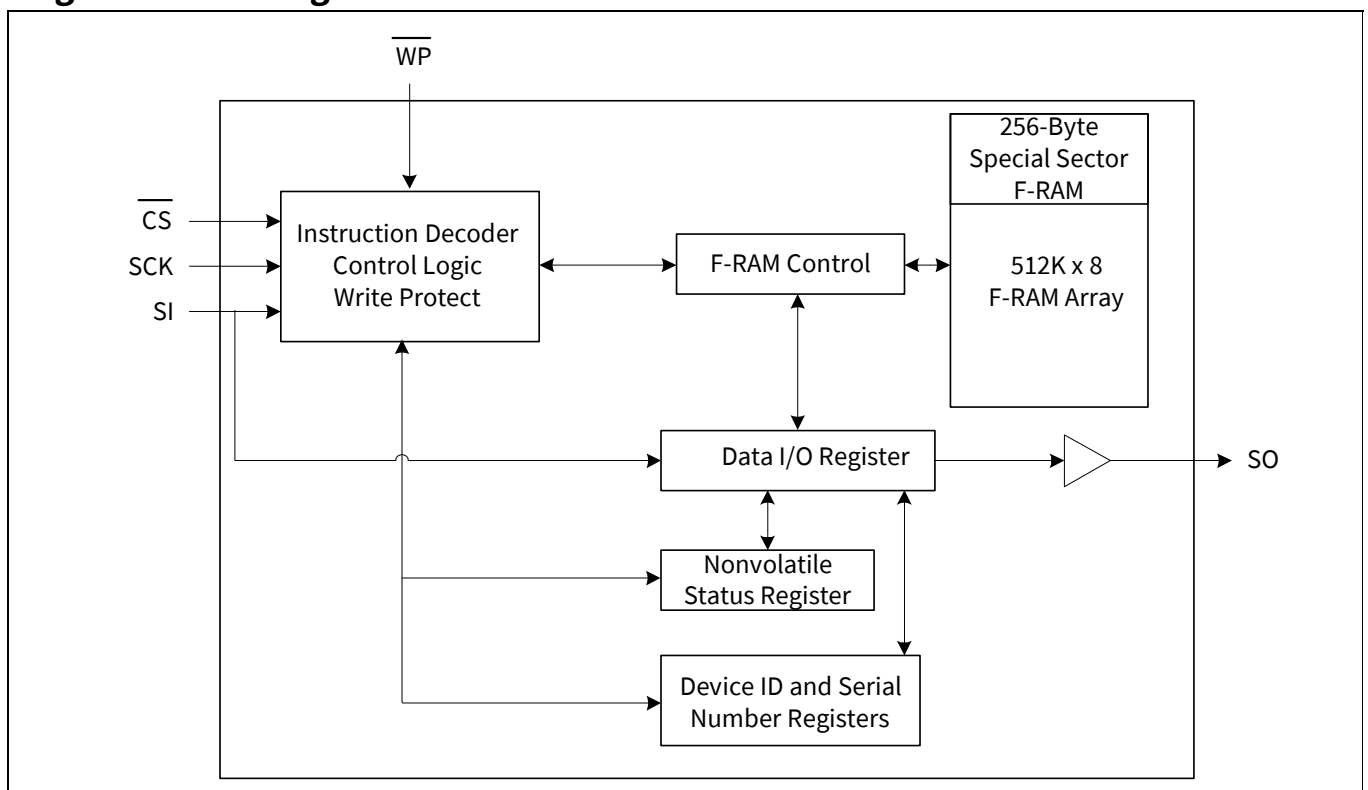 WP
256-Byte
Special Sector
F-RAM
CS
SCK
SI
Instruction Decoder
Control Logic
Write Protect
F-RAM Control
512K x 8
F-RAM Array
Data I/O Register
SO
Nonvolatile
Status Register
Device ID and Serial
Number Registers